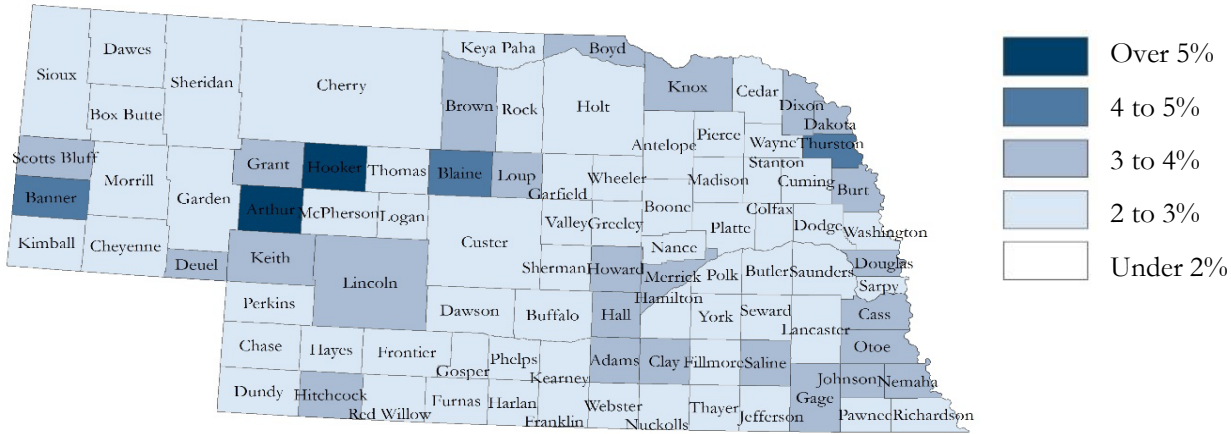 Keya Paha
Boyd
Dawes
Sioux
Sheridan
Cherry
Knox
Cedar
Brown
Rock
Holt
Dixon
Dakota
Box Butte
Pierce
Antelope
Wayne
Thurston
Scotts Bluff
Grant
Hooker
Thomas
Blaine
Loup
Garfield
Wheeler
Madison
Stanton
Cuming
Burt
Banner
Morrill
Garden
Arthur
McPherson
Logan
Custer
Valley
Greeley
Boone
Platte
Colfax
Dodge
Washington
Kimball
Cheyenne
Deuel
Keith
Lincoln
Sherman
Howard
Nance
Merrick
Polk
Butler
Saunders
Douglas
Sarpy
Perkins
Dawson
Buffalo
Hall
Hamilton
York
Seward
Lancaster
Cass
Otoe
Chase
Hayes
Frontier
Gosper
Phelps
Kearney
Adams
Clay
Fillmore
Saline
Gage
Johnson
Nemaha
Dundy
Hitchcock
Red Willow
Furnas
Harlan
Franklin
Webster
Nuckolls
Thayer
Jefferson
Pawnee
Richardson
Over 5%
4 to 5%
3 to 4%
2 to 3%
Under 2%